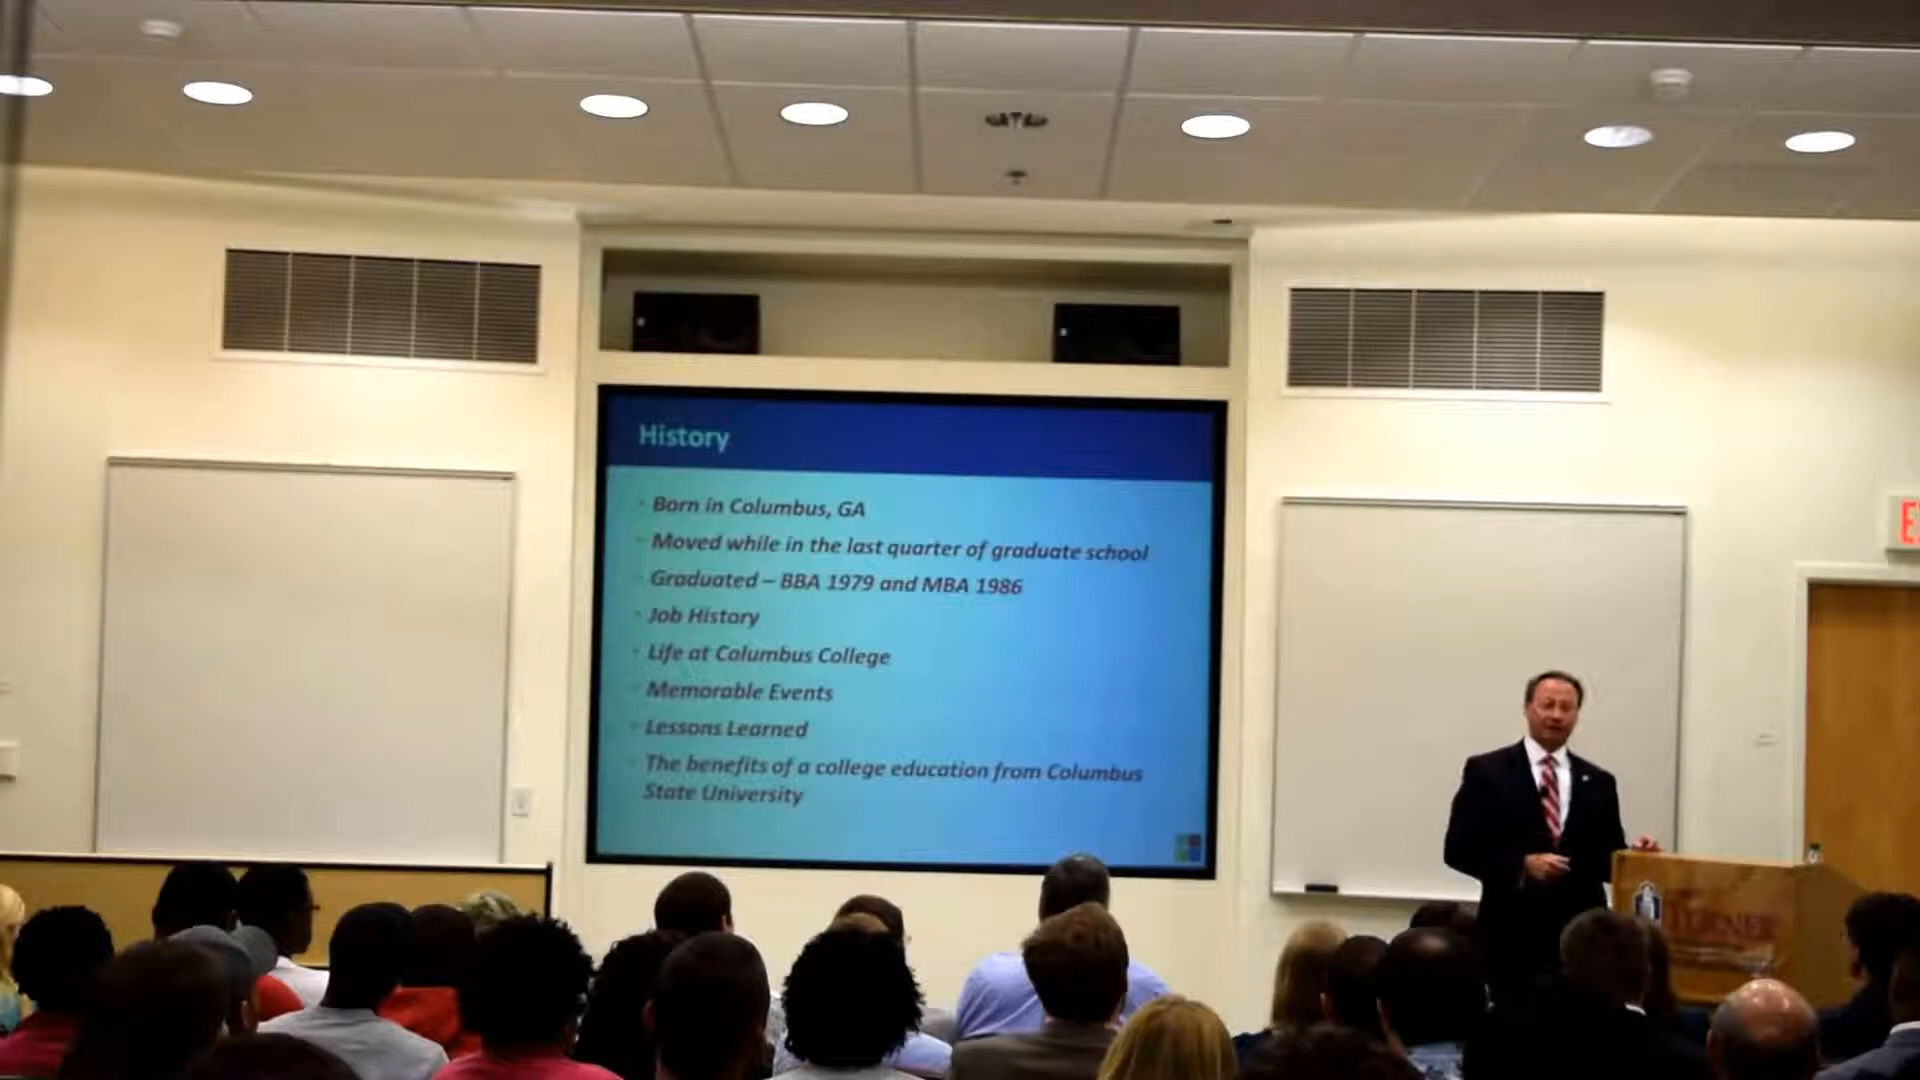 History
Born in Columbus, GA
Moved while in the last quarter of graduate school
Graduated – BBA 1979 and MBA 1986
Job History
Life at Columbus College
Memorable Events
Lessons Learned
The benefits of a college education from Columbus
State University
TURNER